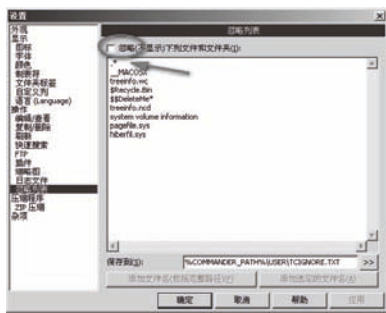 设置
忽略列表
外观
显示
图标
字体
颜色
制表符
文件夹标签
自定义列
语言 (Language)
操作
编辑/查看
复制/删除
刷新
快速搜索
FTP
插件
缩略图
日志文件
忽略列表
压缩程序
ZIP 压缩
杂项
忽略(不显示)下列文件和文件夹(I):
.*
__MACOSX
treeinfo.wc
$Recycle.Bin
$$DeleteMe*
treeinfo.ncd
system volume information
pagefile.sys
hiberfil.sys
保存到(S):
%COMMANDER_PATH%\USER\TCIGNORE.TXT
>>
添加文件名(包括完整路径)(P)
添加选定的文件名(A)
确定
取消
帮助
应用